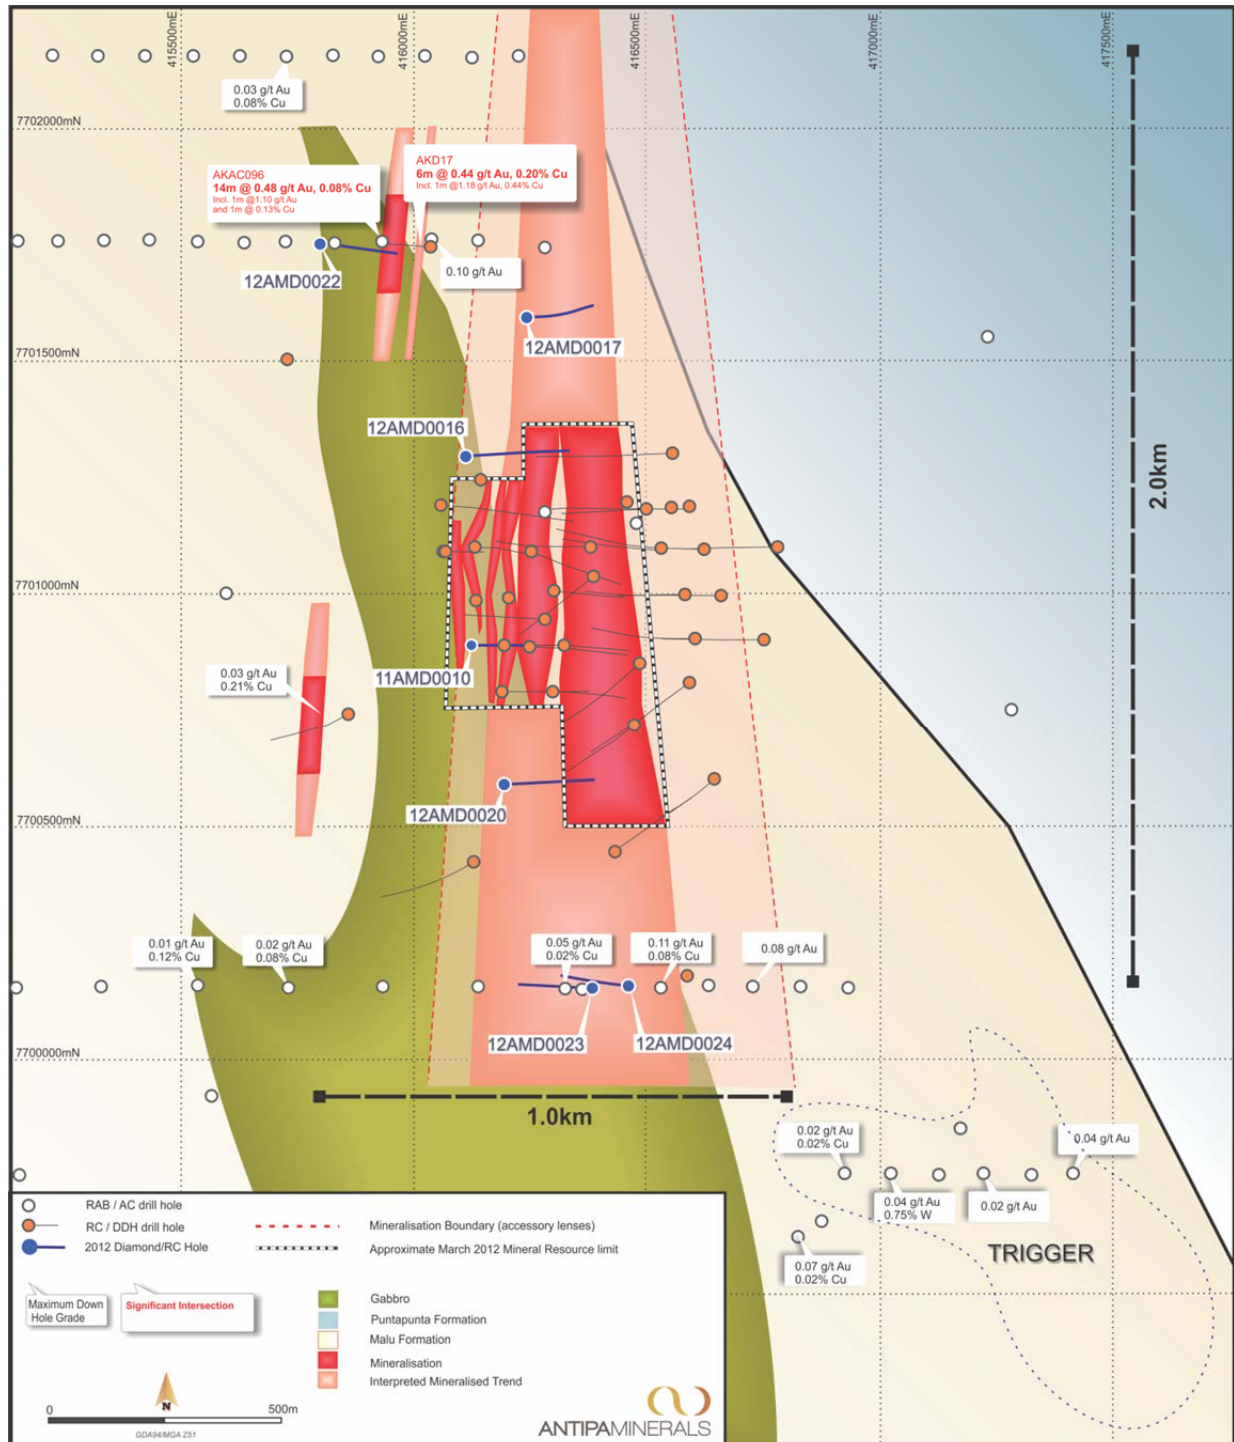 415500mE
416000mE
416500mE
417000mE
417500mE
0.03 g/t Au
0.08% Cu
7702000mN
AKAC096
14m @ 0.48 g/t Au, 0.08% Cu
Incl. 1m @1.10 g/t Au
and 1m @ 0.13% Cu
AKD17
6m @ 0.44 g/t Au, 0.20% Cu
Incl. 1m @1.18 g/t Au, 0.44% Cu
12AMD0022
0.10 g/t Au
12AMD0017
7701500mN
12AMD0016
2.0km
7701000mN
11AMD0010
0.03 g/t Au
0.21% Cu
12AMD0020
7700500mN
0.01 g/t Au
0.12% Cu
0.02 g/t Au
0.08% Cu
0.05 g/t Au
0.02% Cu
0.11 g/t Au
0.08% Cu
0.08 g/t Au
12AMD0023
12AMD0024
7700000mN
1.0km
0.02 g/t Au
0.02% Cu
0.04 g/t Au
0.04 g/t Au
0.75% W
0.02 g/t Au
0.07 g/t Au
0.02% Cu
TRIGGER
RAB / AC drill hole
RC / DDH drill hole
2012 Diamond/RC Hole
Mineralisation Boundary (accessory lenses)
Approximate March 2012 Mineral Resource limit
Maximum Down
Hole Grade
Significant Intersection
Gabbro
Puntapunta Formation
Malu Formation
Mineralisation
Interpreted Mineralised Trend
N
0
500m
GDA94/MGA Z51
ANTIPAMINERALS